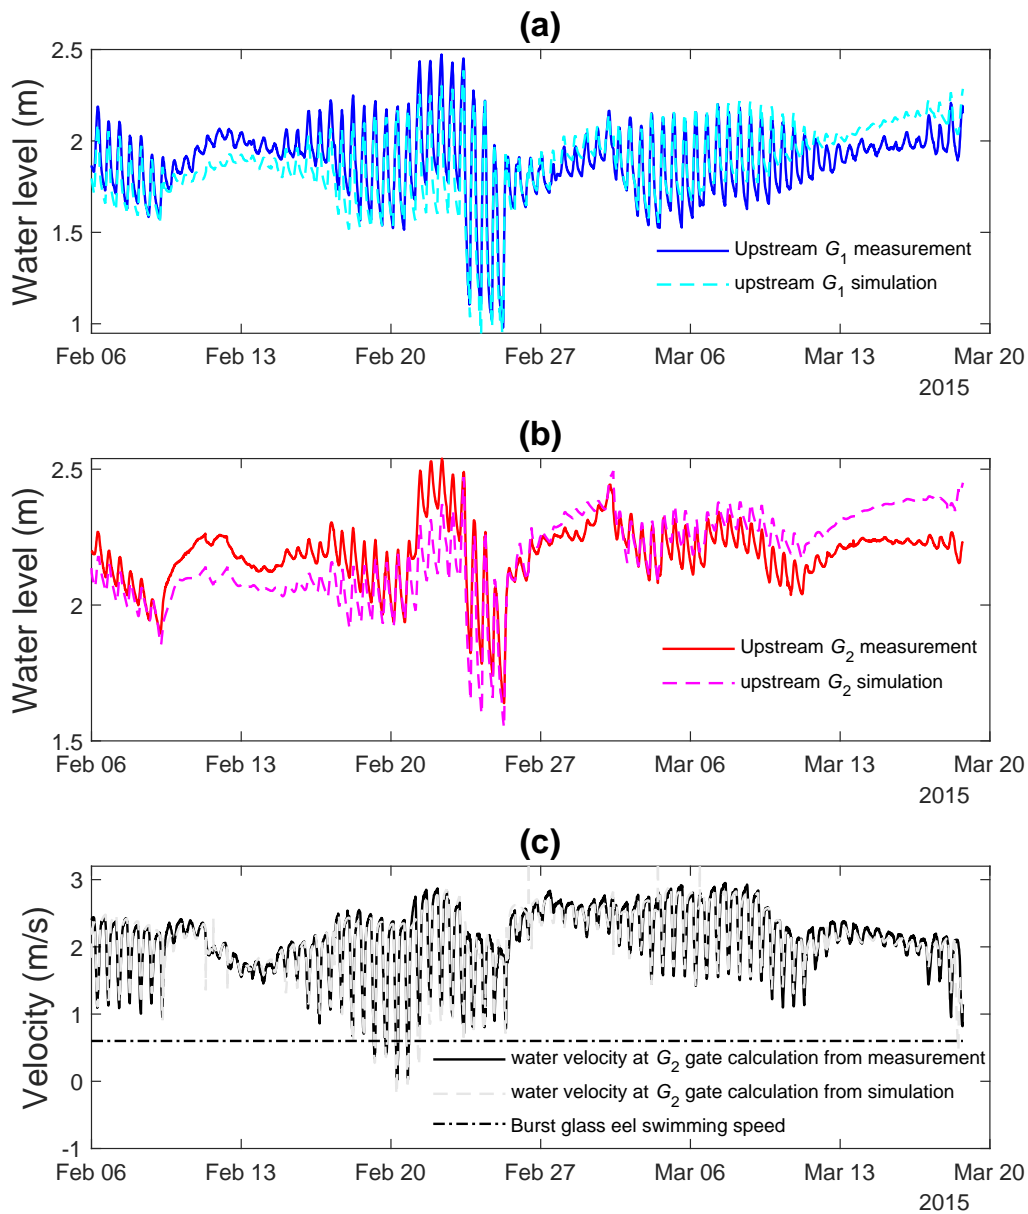 (a)
Water level (m)
2.5
2
1.5
1
Upstream G1 measurement
upstream G1 simulation
Feb 06 Feb 13 Feb 20 Feb 27 Mar 06 Mar 13 Mar 20
2015
(b)
Water level (m)
2.5
2
1.5
Upstream G2 measurement
upstream G2 simulation
Feb 06 Feb 13 Feb 20 Feb 27 Mar 06 Mar 13 Mar 20
2015
(c)
Velocity (m/s)
3
2
1
0
-1
water velocity at G2 gate calculation from measurement
water velocity at G2 gate calculation from simulation
Burst glass eel swimming speed
Feb 06 Feb 13 Feb 20 Feb 27 Mar 06 Mar 13 Mar 20
2015